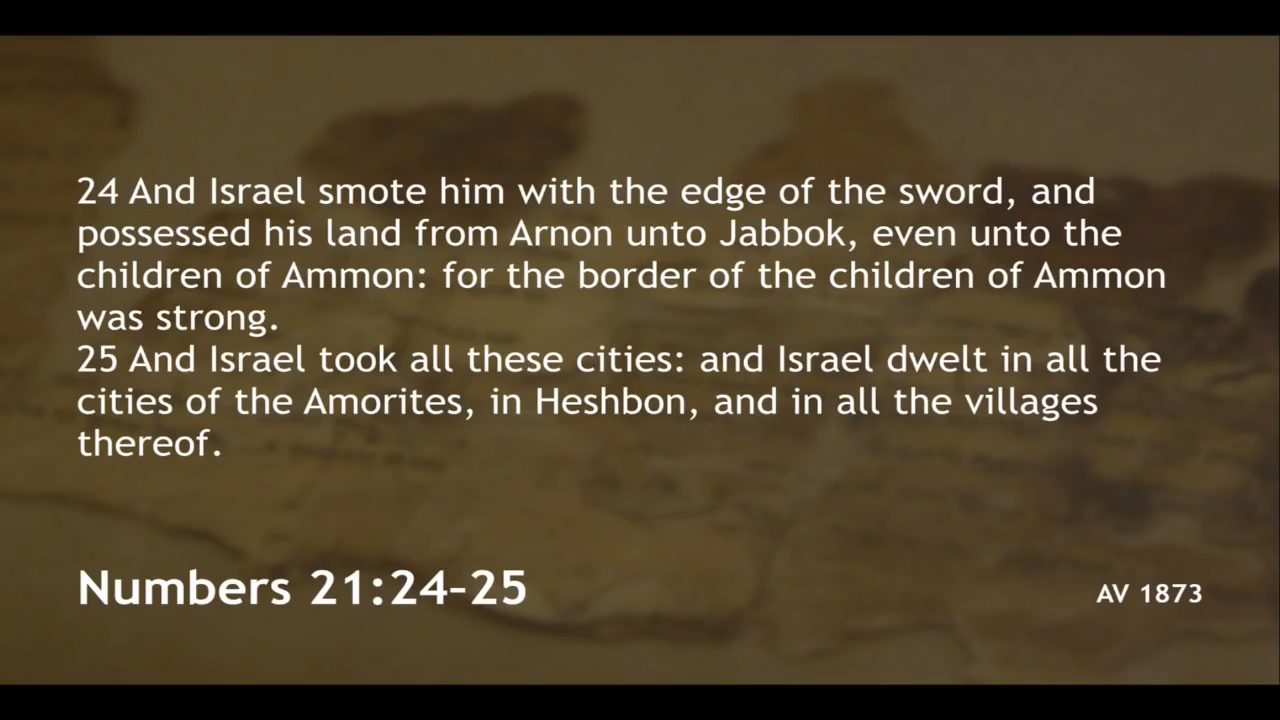 24 And Israel smote him with the edge of the sword, and
possessed his land from Arnon unto Jabbok, even unto the
children of Ammon: for the border of the children of Ammon
was strong.
25 And Israel took all these cities: and Israel dwelt in all the
cities of the Amorites, in Heshbon, and in all the villages
thereof.
Numbers 21:24–25
AV 1873